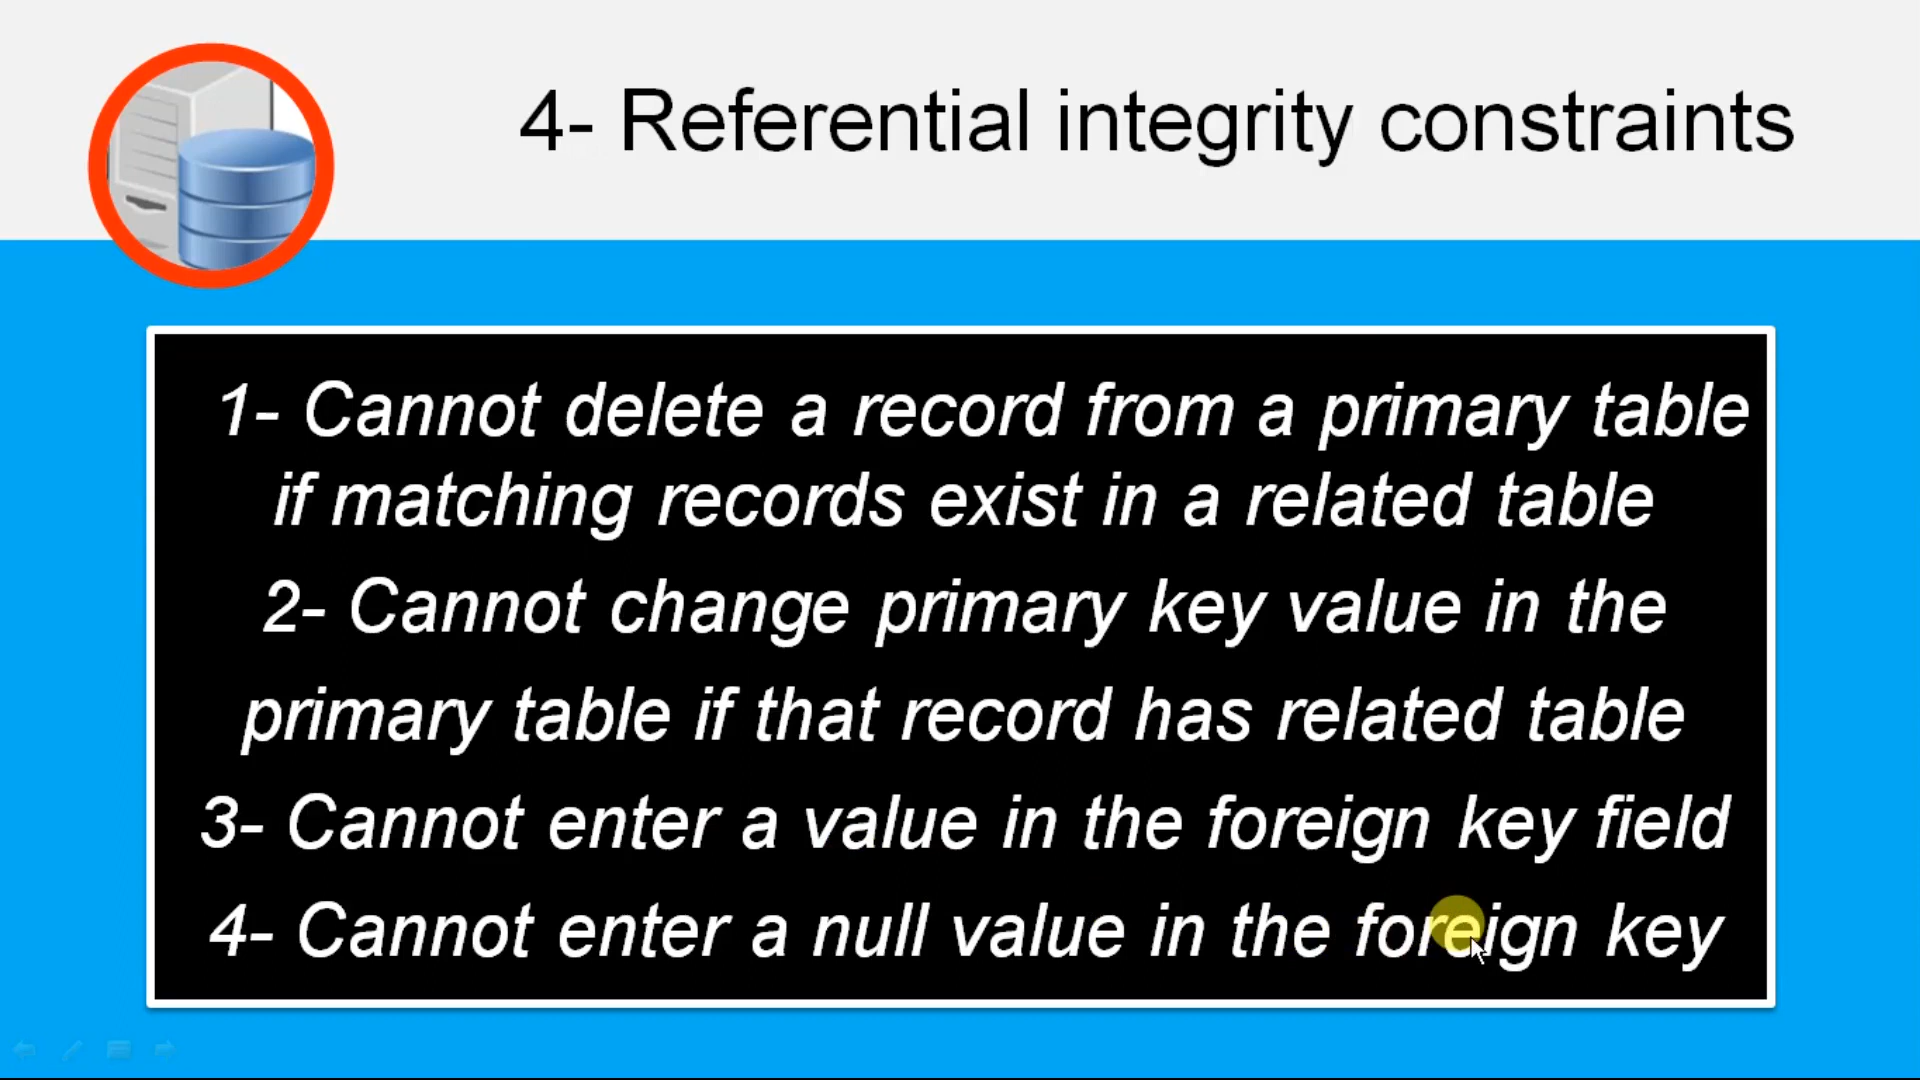 4- Referential integrity constraints
1- Cannot delete a record from a primary table
if matching records exist in a related table
2- Cannot change primary key value in the
primary table if that record has related table
3- Cannot enter a value in the foreign key field
4- Cannot enter a null value in the foreign key